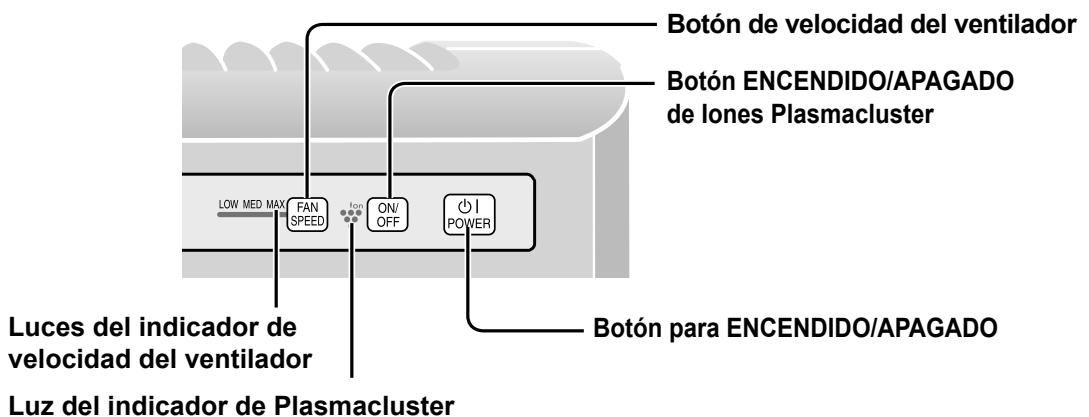 Botón de velocidad del ventilador
Botón ENCENDIDO/APAGADO
de Iones Plasmacluster
LOW MED MAX
FAN
SPEED
Ion
ON/
OFF
POWER
Luces del indicador de
velocidad del ventilador
Botón para ENCENDIDO/APAGADO
Luz del indicador de Plasmacluster